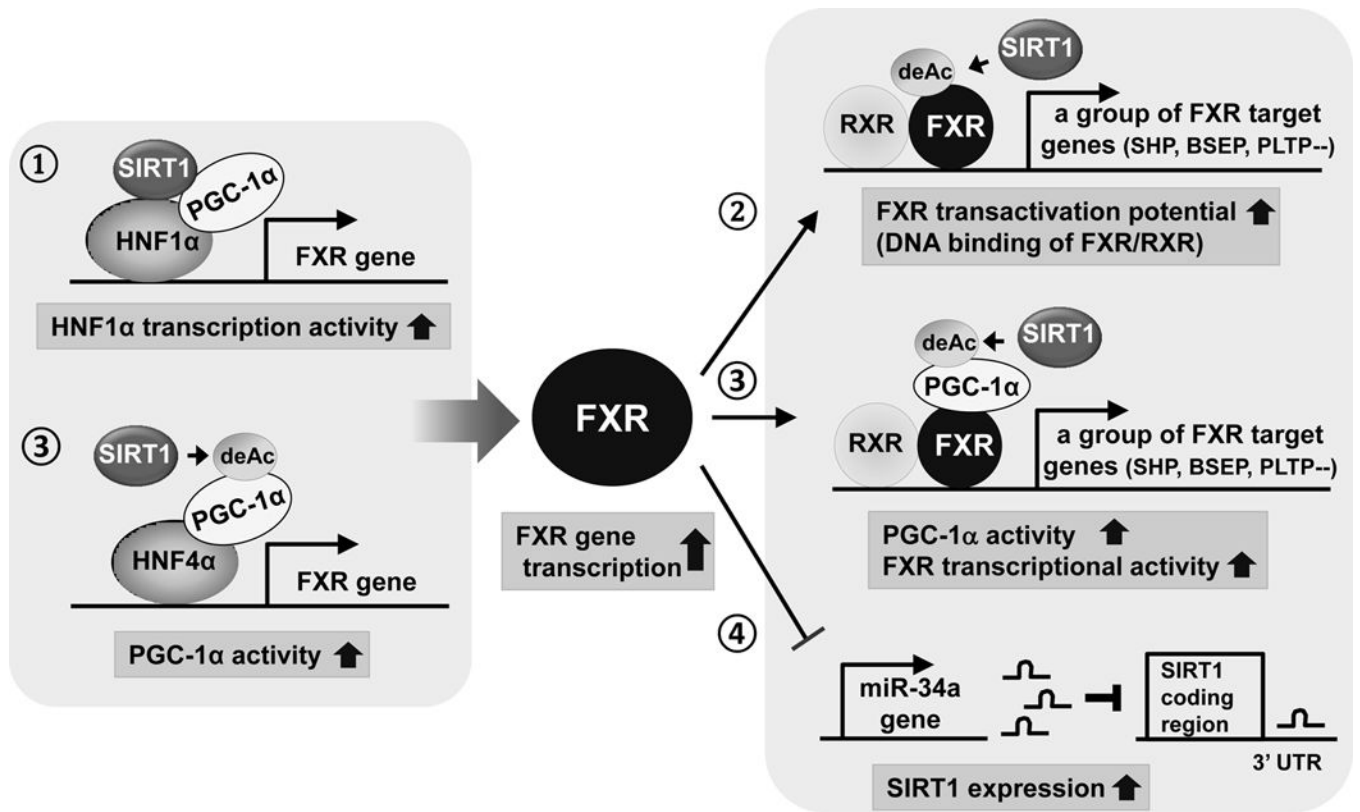 ①
SIRT1
PGC-1α
HNF1α
FXR gene
HNF1α transcription activity
③
SIRT1
deAc
PGC-1α
HNF4α
FXR gene
PGC-1α activity
FXR
FXR gene
transcription
②
SIRT1
deAc
RXR
FXR
a group of FXR target
genes (SHP, BSEP, PLTP--)
FXR transactivation potential
(DNA binding of FXR/RXR)
③
deAc
SIRT1
PGC-1α
RXR
FXR
a group of FXR target
genes (SHP, BSEP, PLTP--)
PGC-1α activity
FXR transcriptional activity
④
miR-34a
gene
SIRT1
coding
region
3' UTR
SIRT1 expression